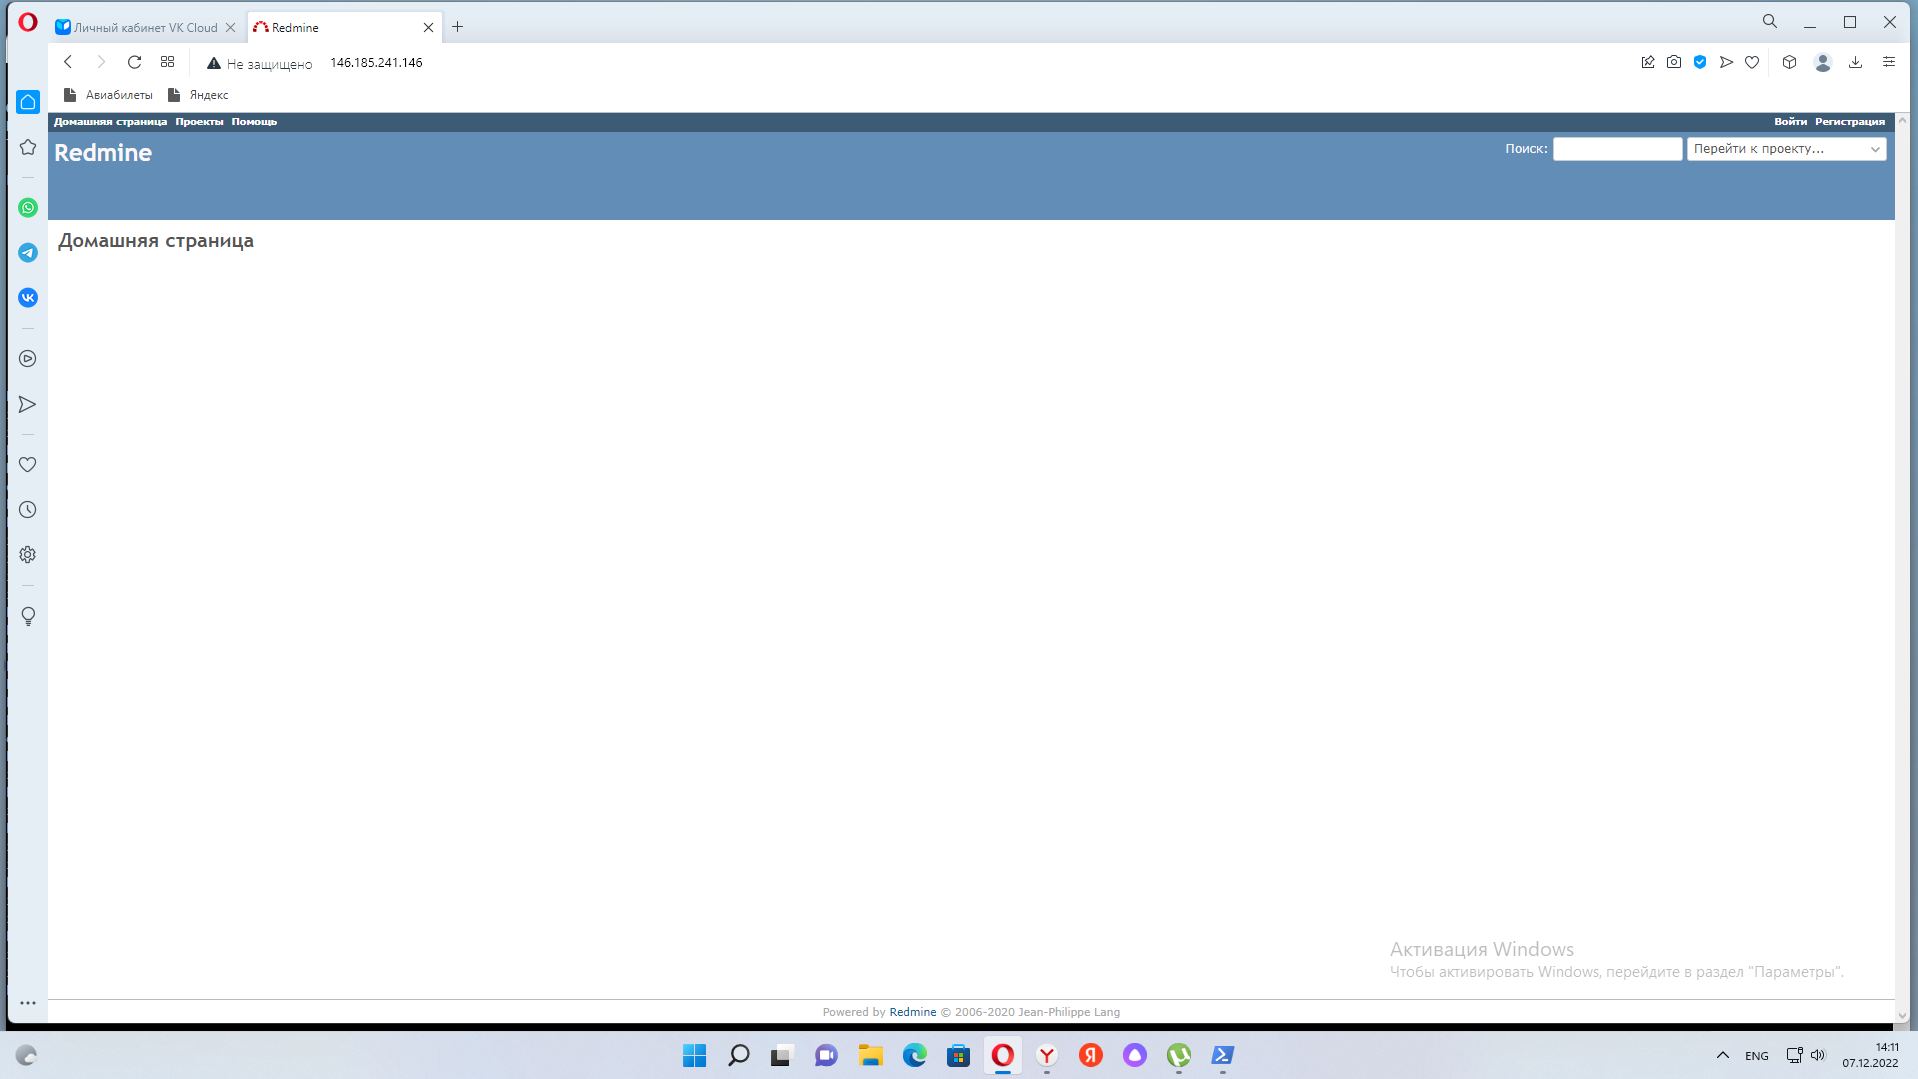 Личный кабинет VK Cloud
Redmine
Не защищено 146.185.241.146
Авиабилеты Яндекс
Домашняя страница Проекты Помощь
Войти Регистрация
Redmine
Поиск: Перейти к проекту...
Домашняя страница
Активация Windows
Чтобы активировать Windows, перейдите в раздел "Параметры".
Powered by Redmine © 2006-2020 Jean-Philippe Lang
ENG
14:11
07.12.2022